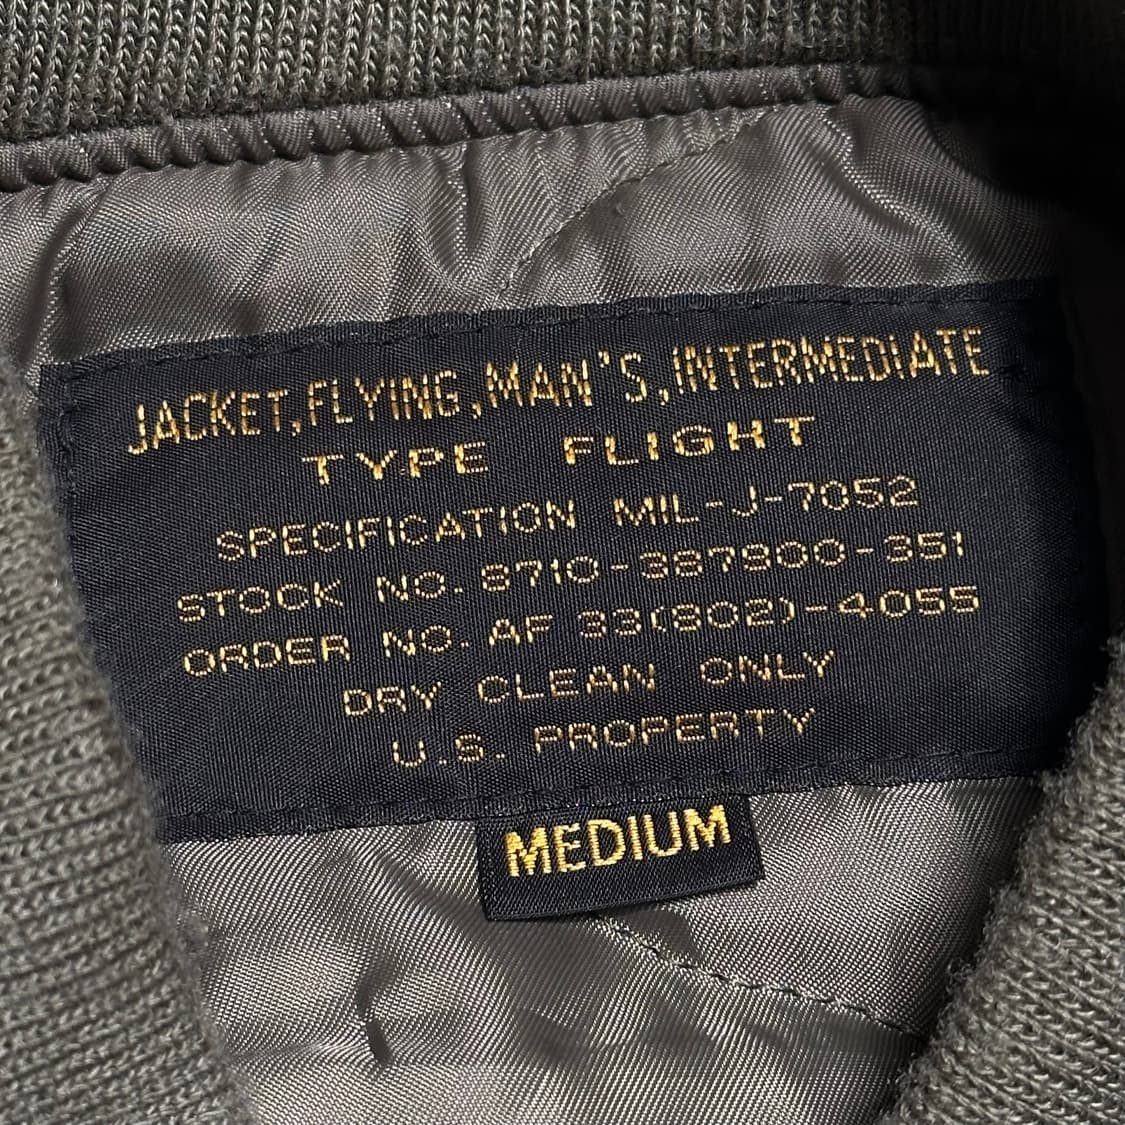 JACKET,FLYING,MAN'S,INTERMEDIATE
TYPE FLIGHT
SPECIFICATION MIL-J-7052
STOCK NO. 8710-387900-351
ORDER NO. AF 33(802)-4055
DRY CLEAN ONLY
U.S. PROPERTY
MEDIUM